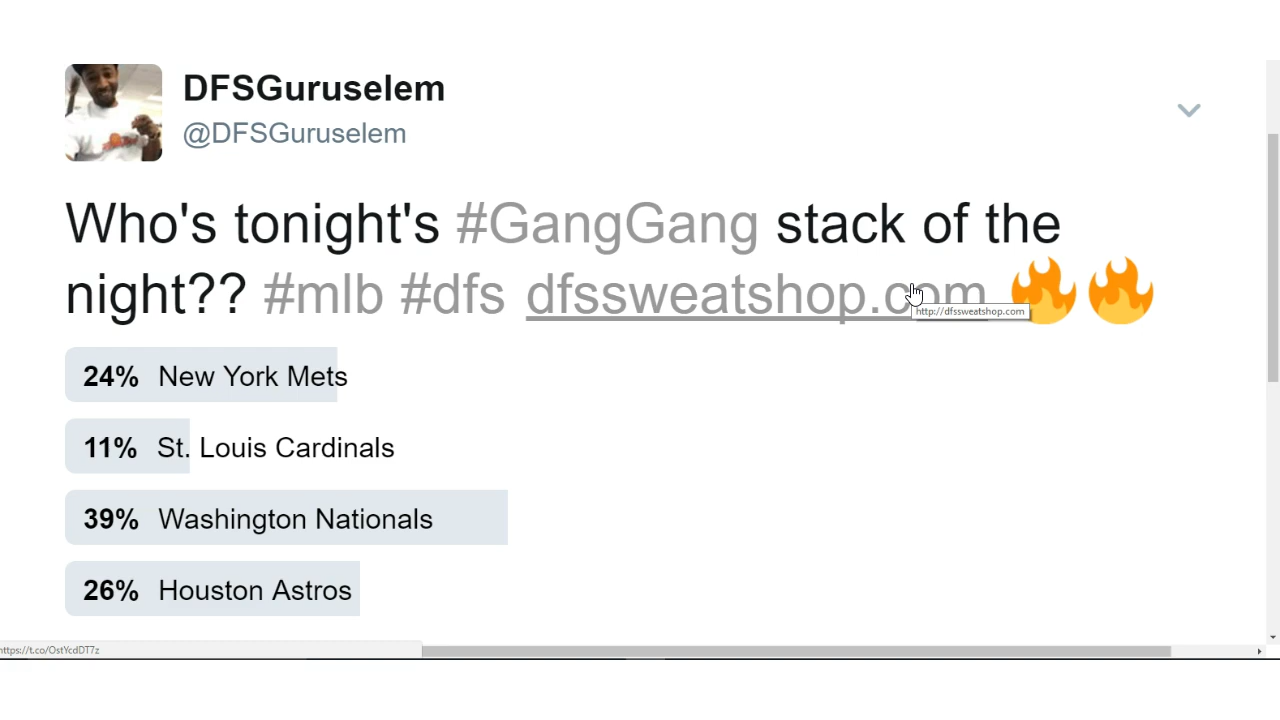 DFSGuruselem
@DFSGuruselem
Who's tonight's #GangGang stack of the
night?? #mlb #dfs dfssweatshop.com 🔥🔥
http://dfssweatshop.com
24% New York Mets
11% St. Louis Cardinals
39% Washington Nationals
26% Houston Astros
https://t.co/OstYcdDT7z